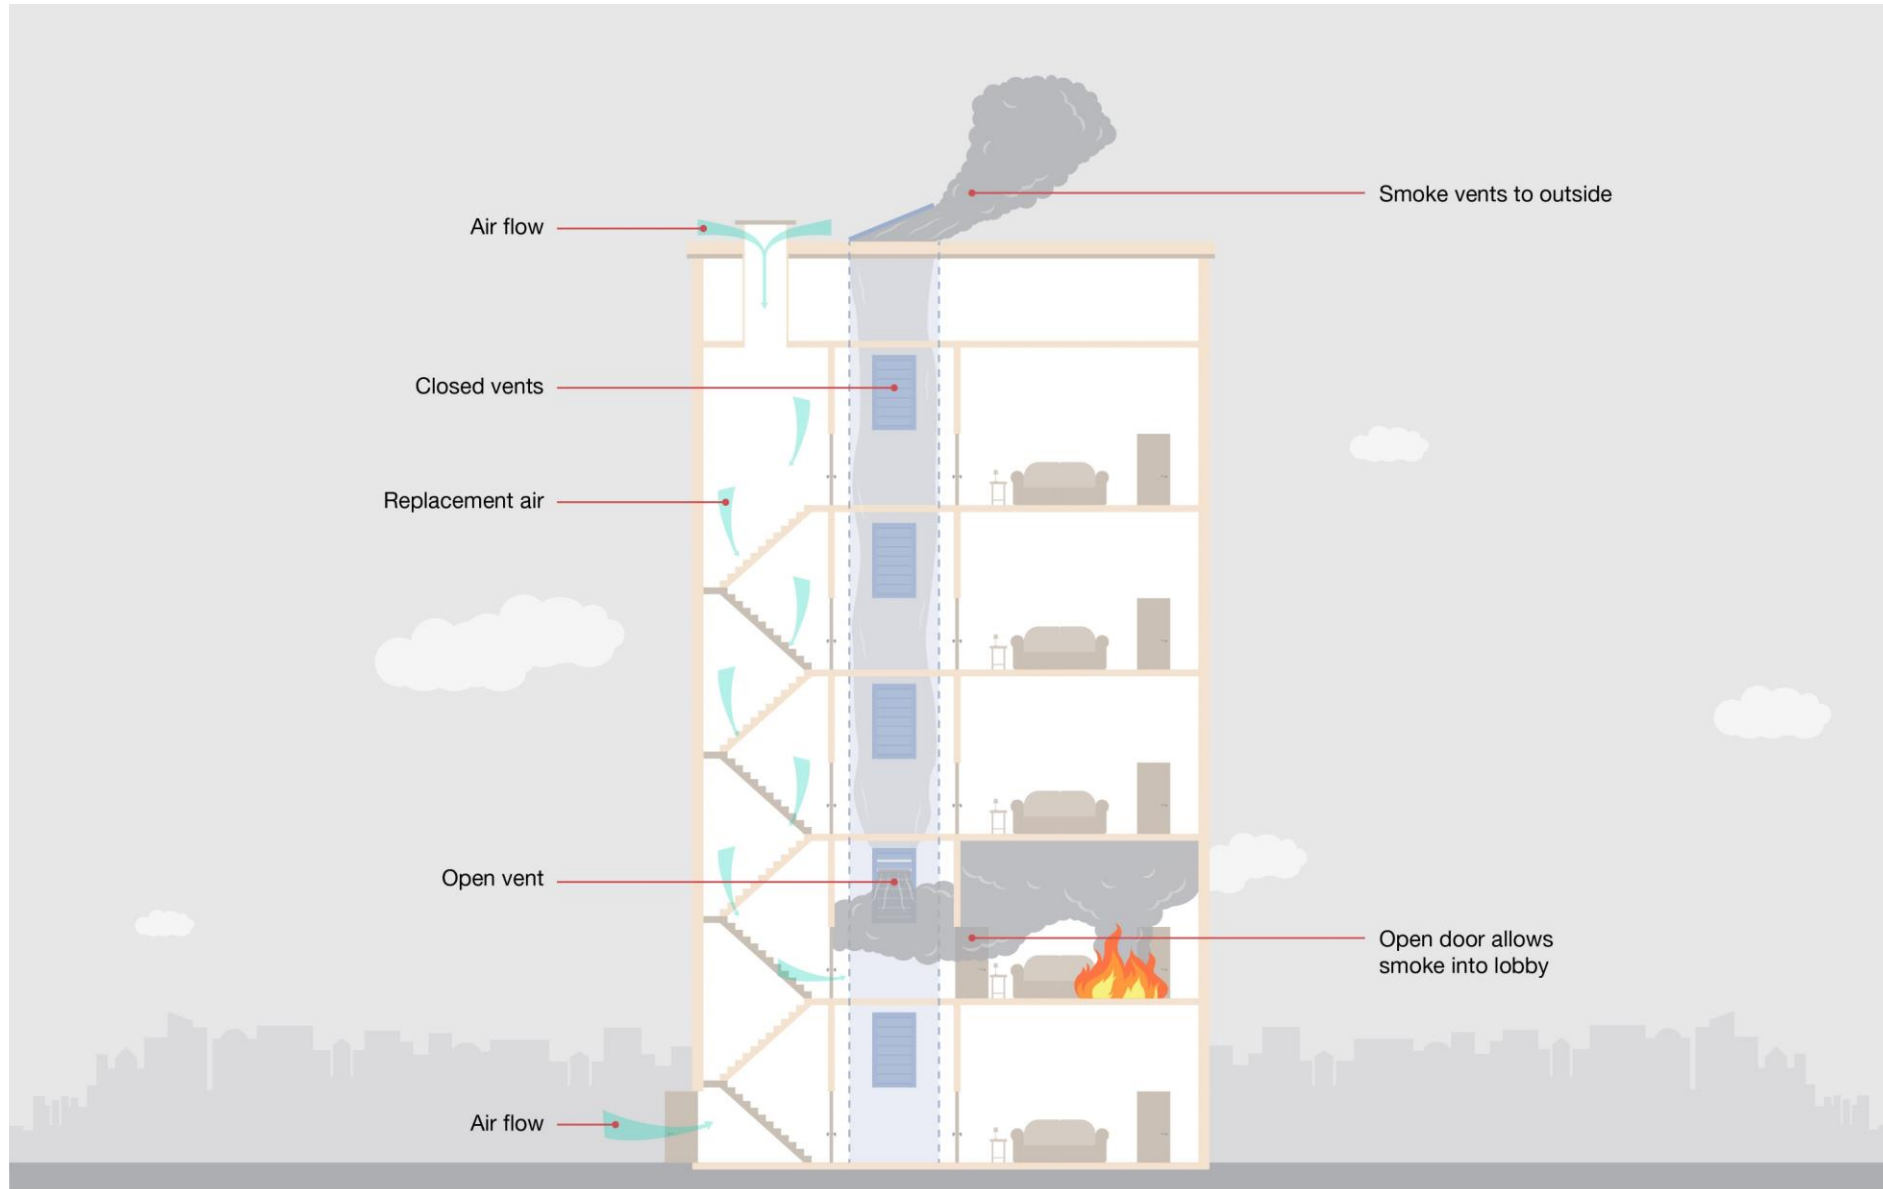 Smoke vents to outside
Air flow
Closed vents
Replacement air
Open vent
Open door allows
smoke into lobby
Air flow